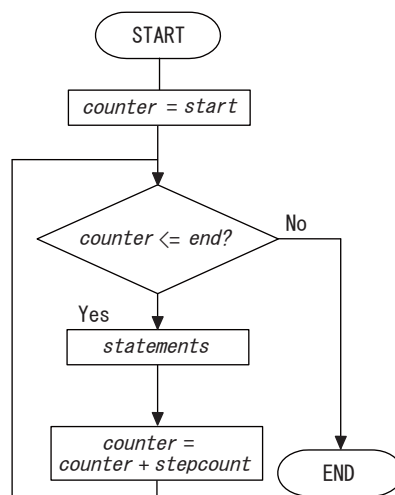 START
counter = start
counter <= end?
No
Yes
statements
counter =
counter + stepcount
END